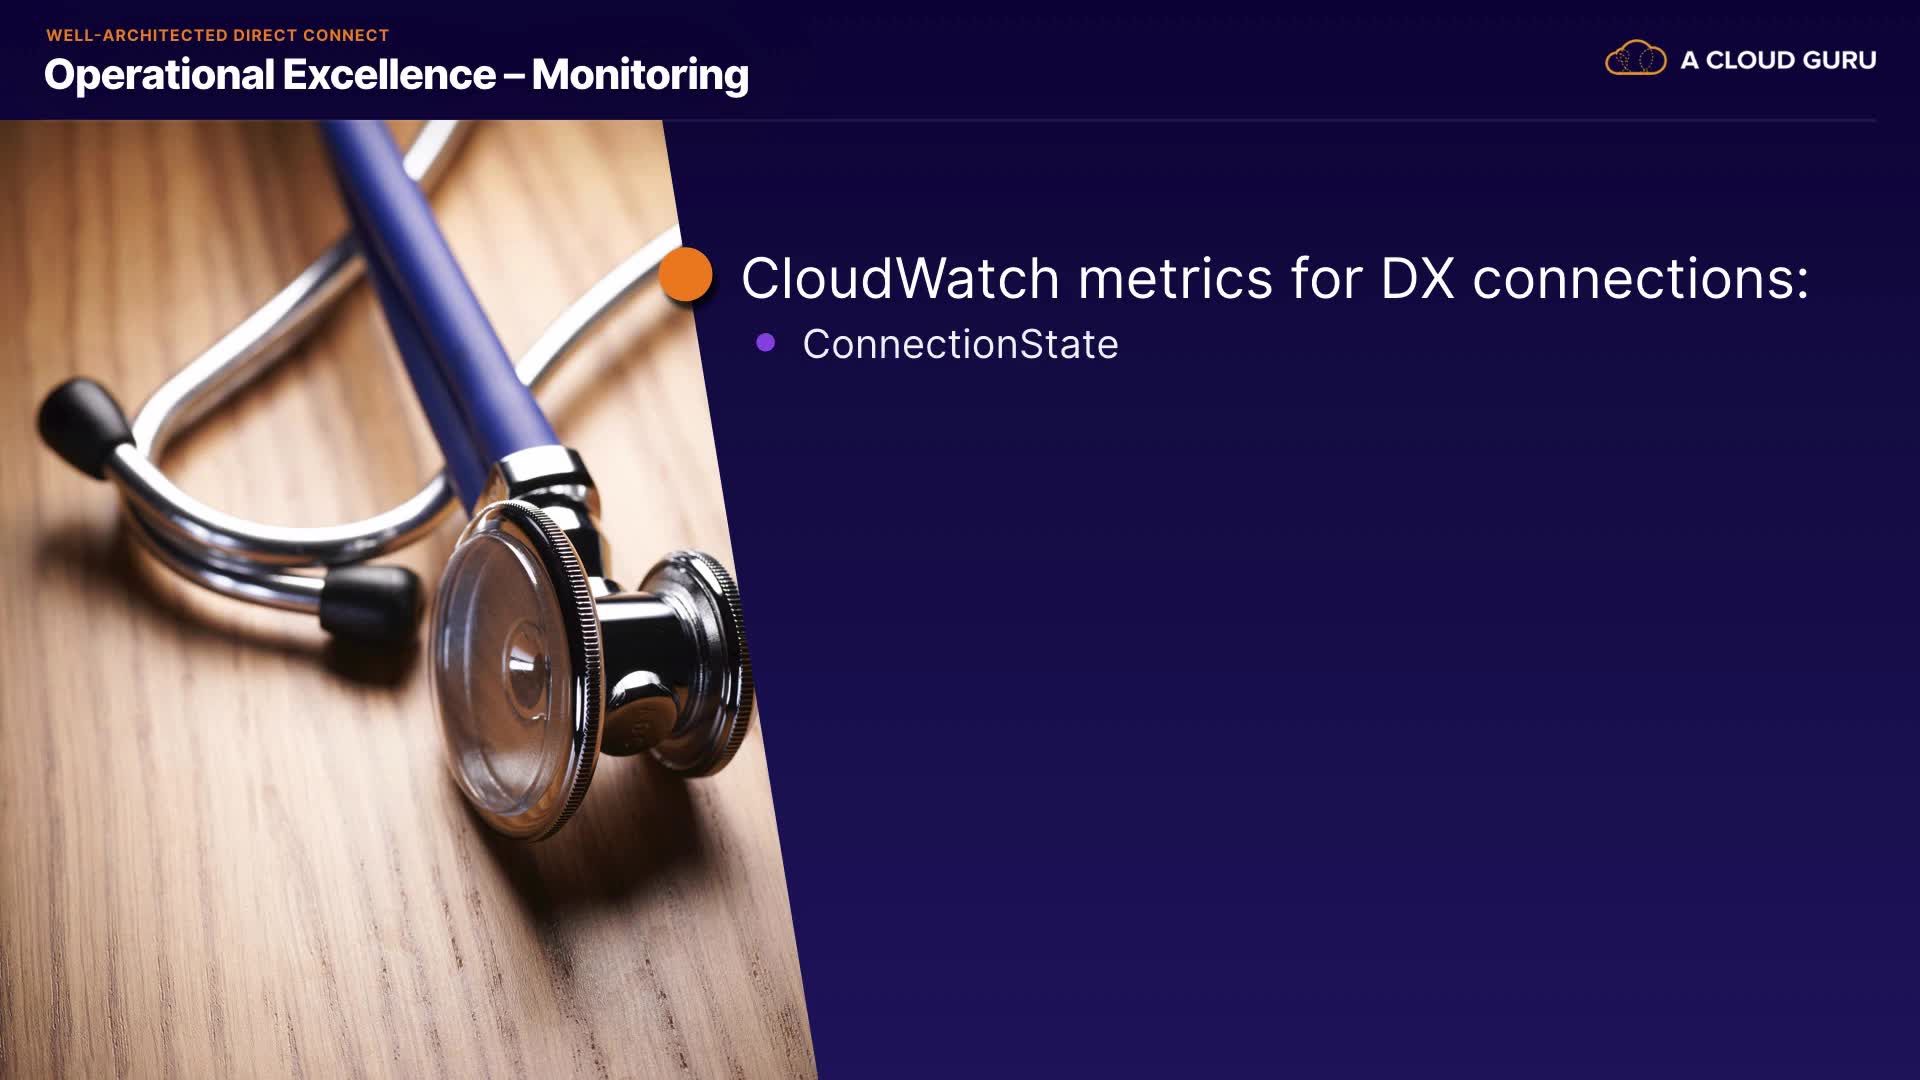 WELL-ARCHITECTED DIRECT CONNECT
Operational Excellence – Monitoring
A CLOUD GURU
CloudWatch metrics for DX connections:
ConnectionState